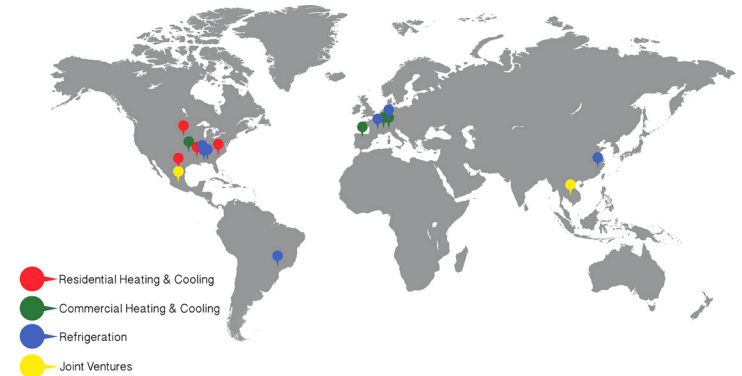 Residential Heating & Cooling
Commercial Heating & Cooling
Refrigeration
Joint Ventures